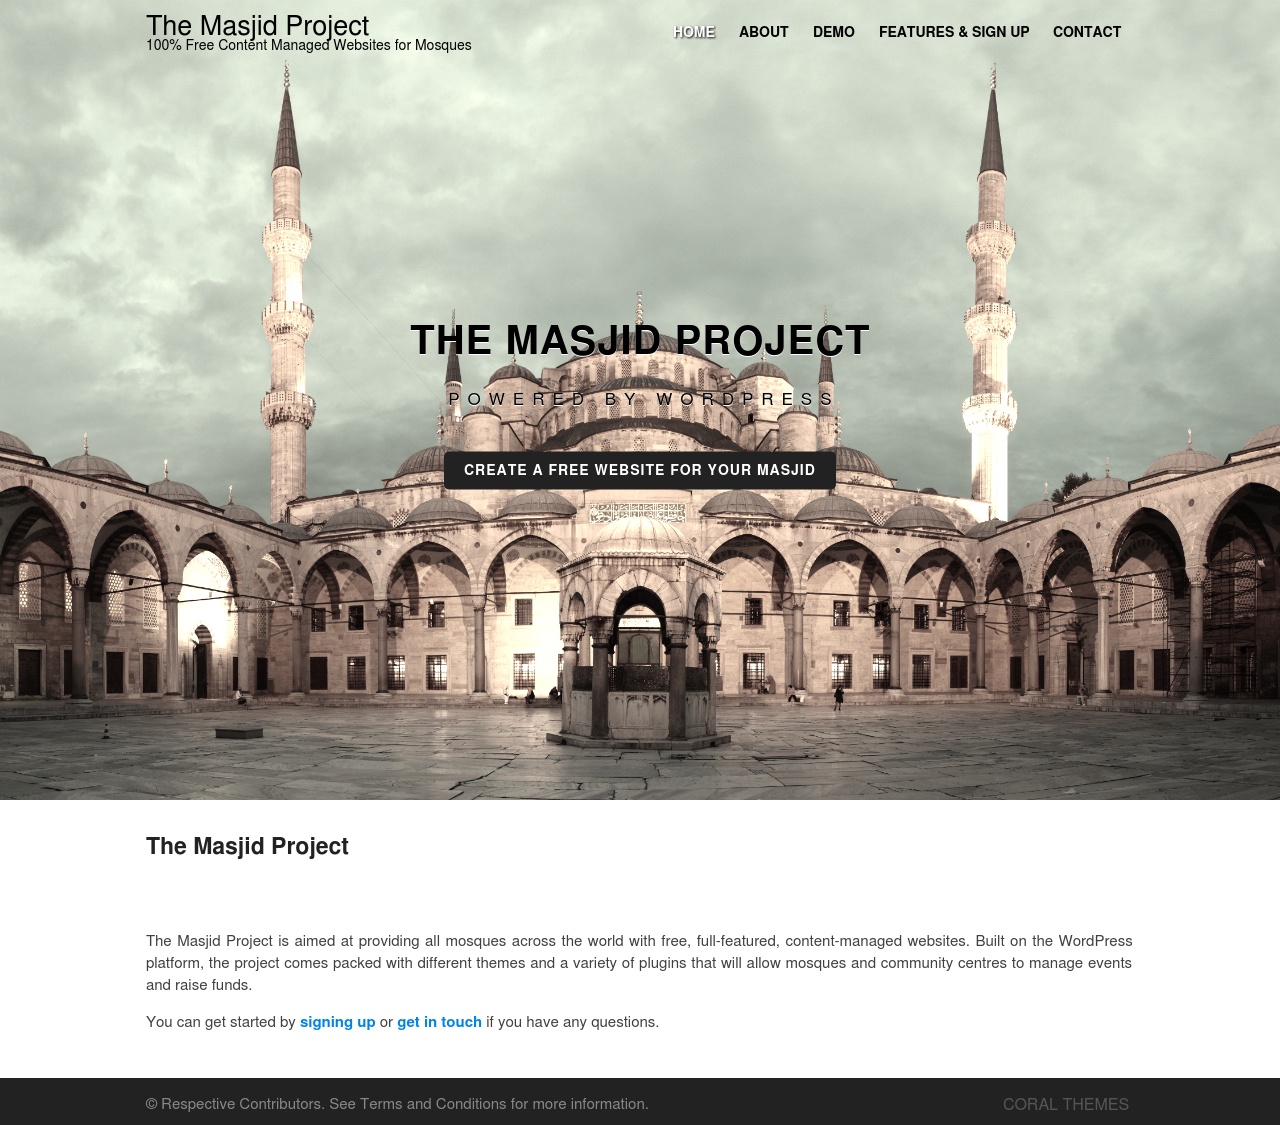 The Masjid Project
100% Free Content Managed Websites for Mosques
HOME ABOUT DEMO FEATURES & SIGN UP CONTACT
THE MASJID PROJECT
POWERED BY WORDPRESS
CREATE A FREE WEBSITE FOR YOUR MASJID
The Masjid Project
The Masjid Project is aimed at providing all mosques across the world with free, full-featured, content-managed websites. Built on the WordPress
platform, the project comes packed with different themes and a variety of plugins that will allow mosques and community centres to manage events
and raise funds.
You can get started by signing up or get in touch if you have any questions.
© Respective Contributors. See Terms and Conditions for more information.
CORAL THEMES